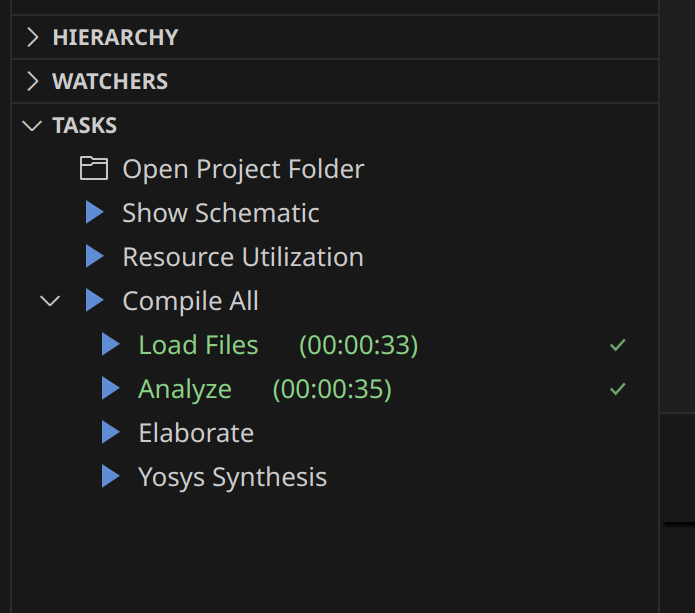 HIERARCHY
WATCHERS
TASKS
Open Project Folder
Show Schematic
Resource Utilization
Compile All
Load Files (00:00:33)
Analyze (00:00:35)
Elaborate
Yosys Synthesis